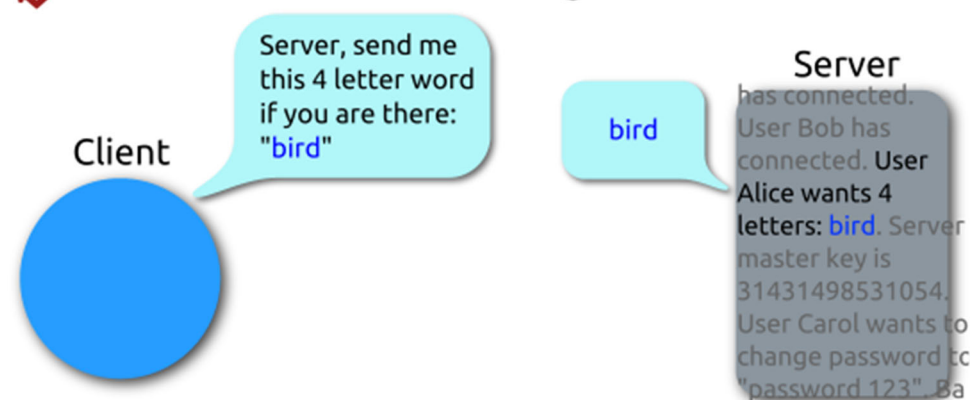 Server, send me
this 4 letter word
if you are there:
"bird"
Client
bird
Server
has connected.
User Bob has
connected. User
Alice wants 4
letters: bird. Server
master key is
31431498531054.
User Carol wants to
change password to
"password 123". Ba